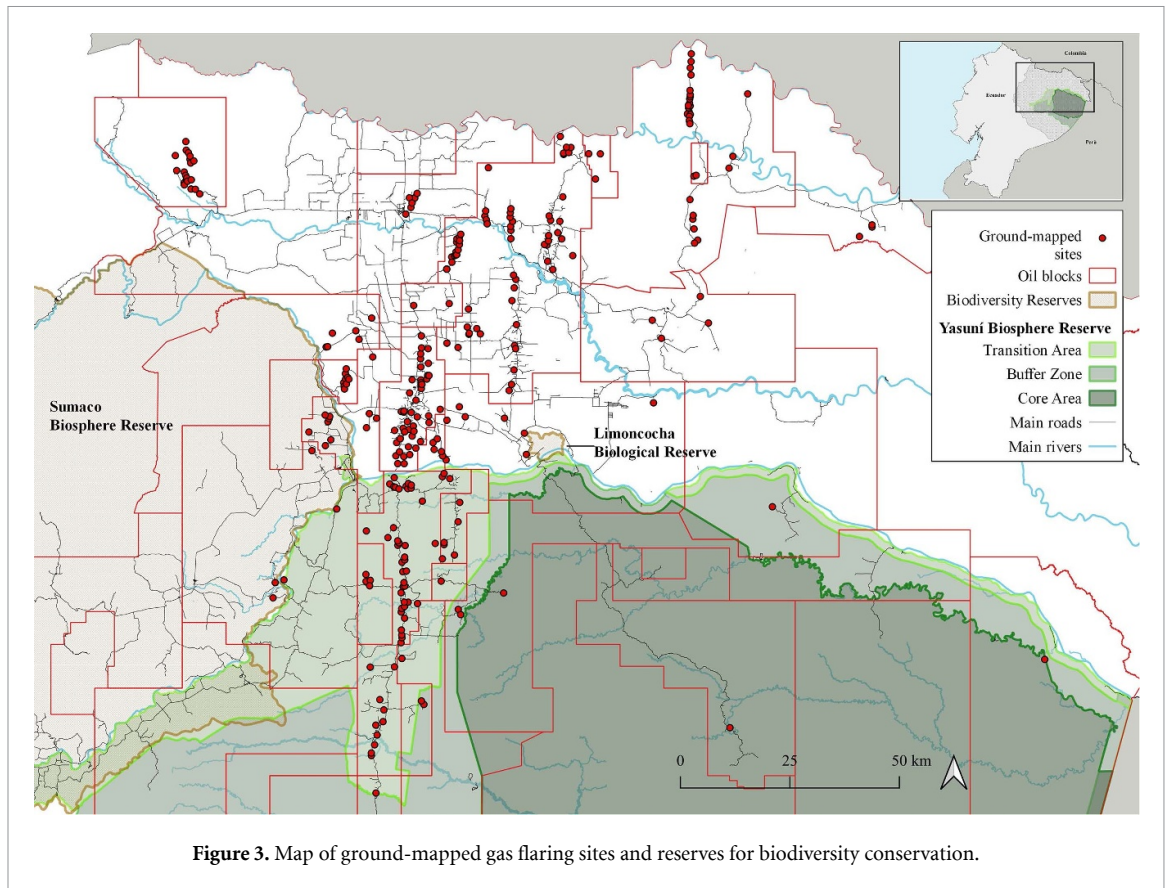 Colombia
Ecuador
Perú
Ground-mapped
sites
Oil blocks
Biodiversity Reserves
Yasuní Biosphere Reserve
Transition Area
Buffer Zone
Core Area
Main roads
Main rivers
Sumaco
Biosphere Reserve
Limoncocha
Biological Reserve
0 25 50 km
Figure 3. Map of ground-mapped gas flaring sites and reserves for biodiversity conservation.